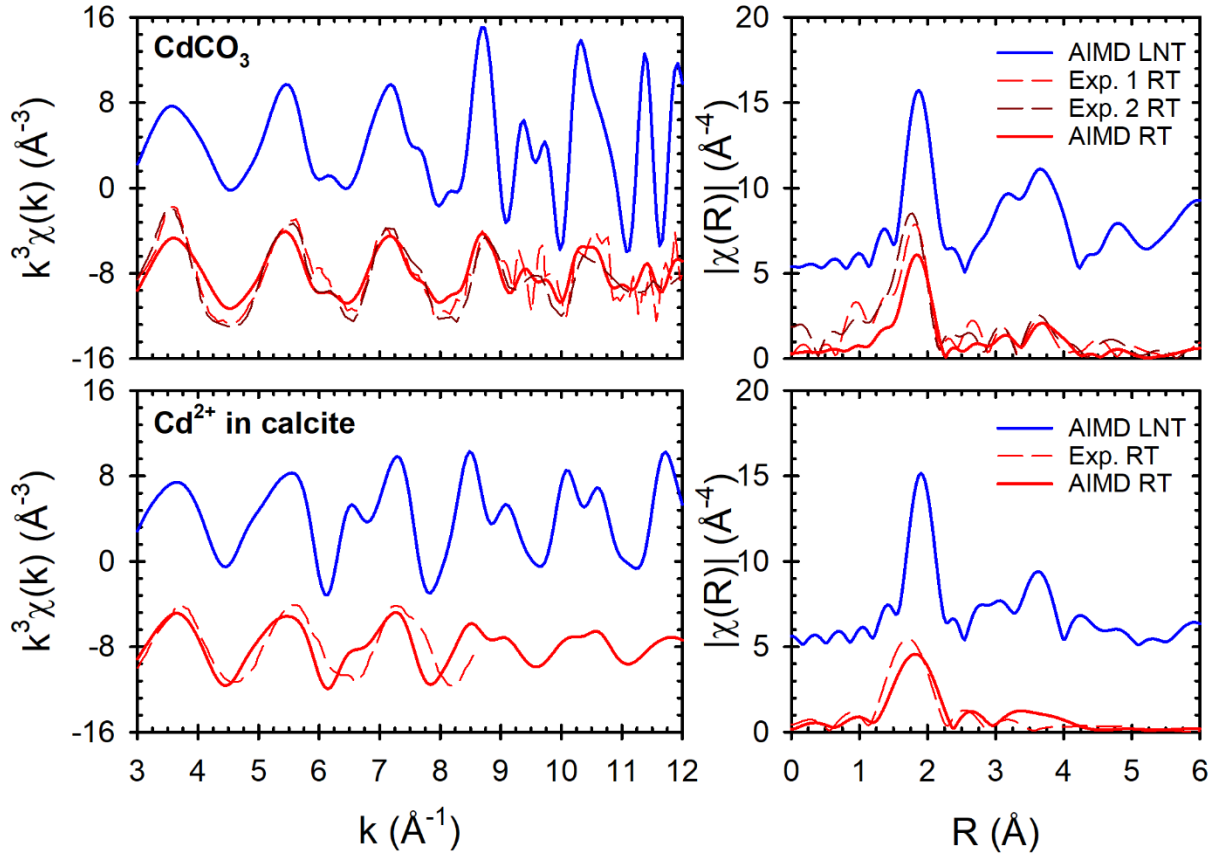 CdCO₃
16
8
0
-8
-16
k³χ(k) (Å⁻³)
20
15
10
5
0
|χ(R)| (Å⁻⁴)
AIMD LNT
Exp. 1 RT
Exp. 2 RT
AIMD RT
Cd²⁺ in calcite
16
8
0
-8
-16
k³χ(k) (Å⁻³)
3 4 5 6 7 8 9 10 11 12
k (Å⁻¹)
20
15
10
5
0
|χ(R)| (Å⁻⁴)
AIMD LNT
Exp. RT
AIMD RT
0 1 2 3 4 5 6
R (Å)